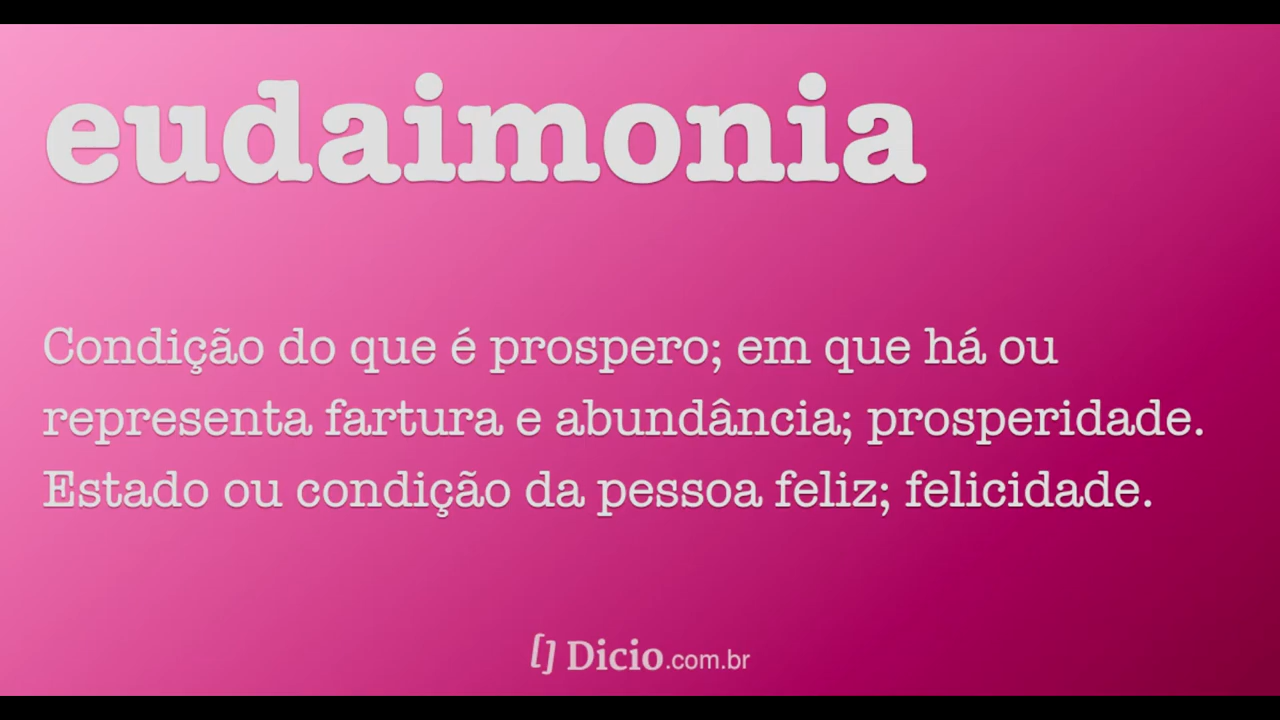 eudaimonia
Condição do que é prospero; em que há ou
representa fartura e abundância; prosperidade.
Estado ou condição da pessoa feliz; felicidade.
[] Dicio.com.br